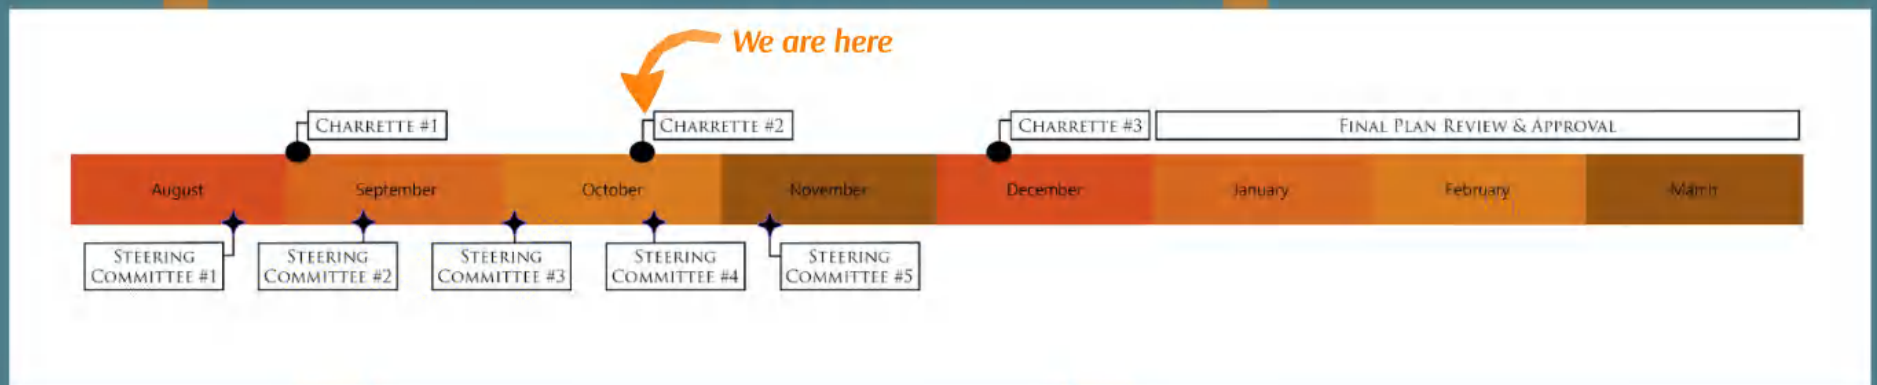 We are here
CHARRETTE #1
CHARRETTE #2
CHARRETTE #3
FINAL PLAN REVIEW & APPROVAL
August
September
October
November
December
January
February
March
STEERING
COMMITTEE #1
STEERING
COMMITTEE #2
STEERING
COMMITTEE #3
STEERING
COMMITTEE #4
STEERING
COMMITTEE #5